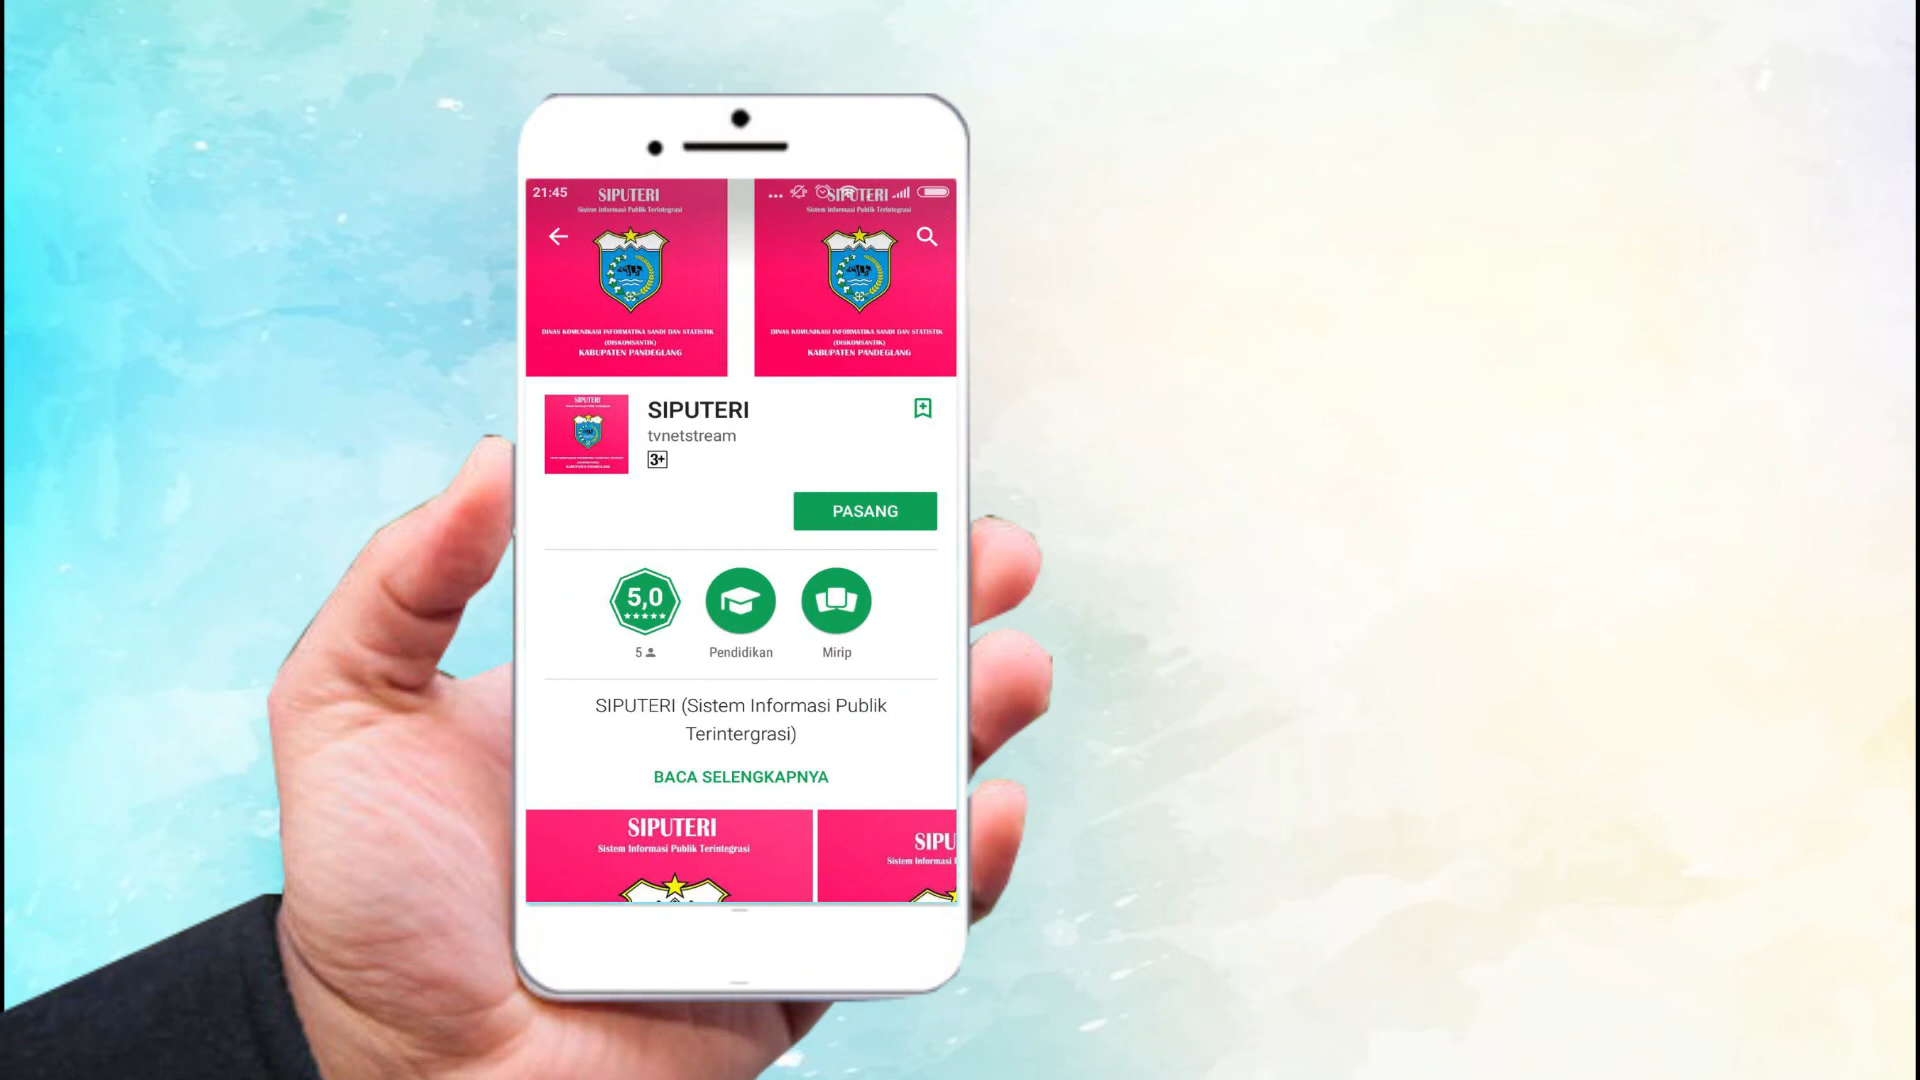 21:45
SIPUTERI
Sistem Informasi Publik Terintegrasi
DINAS KOMUNIKASI INFORMATIKA SANDI DAN STATISTIK
(DISKOMSANTIK)
KABUPATEN PANDEGLANG
SIPUTERI
Sistem Informasi Publik Terintegrasi
DINAS KOMUNIKASI INFORMATIKA SANDI DAN STATISTIK
(DISKOMSANTIK)
KABUPATEN PANDEGLANG
SIPUTERI
SIPUTERI
tvnetstream
3+
PASANG
5,0
5
Pendidikan
Mirip
SIPUTERI (Sistem Informasi Publik
Terintergrasi)
BACA SELENGKAPNYA
SIPUTERI
Sistem Informasi Publik Terintegrasi
SIPU
Sistem Informasi